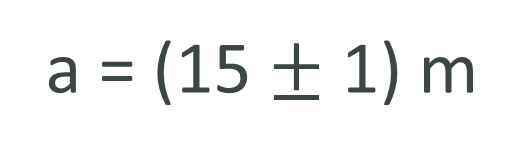 a = (15 ± 1) m